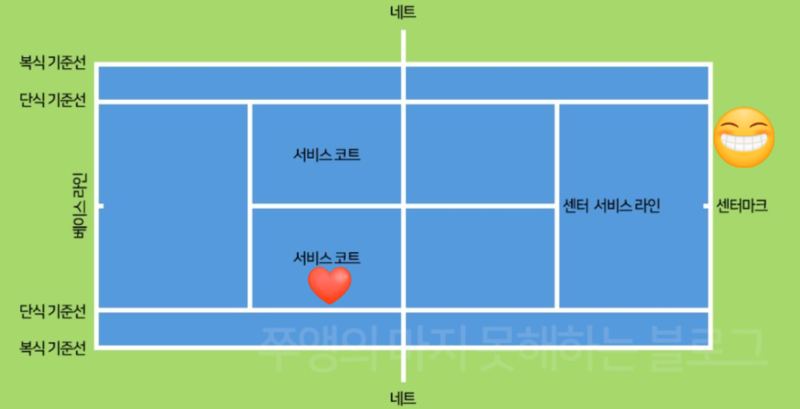 네트
복식 기준선
단식 기준선
서비스 코트
베이스 라인
센터 서비스 라인
센터마크
서비스 코트
단식 기준선
복식 기준선
쭈앵의 마지 못해하는 블로그
네트